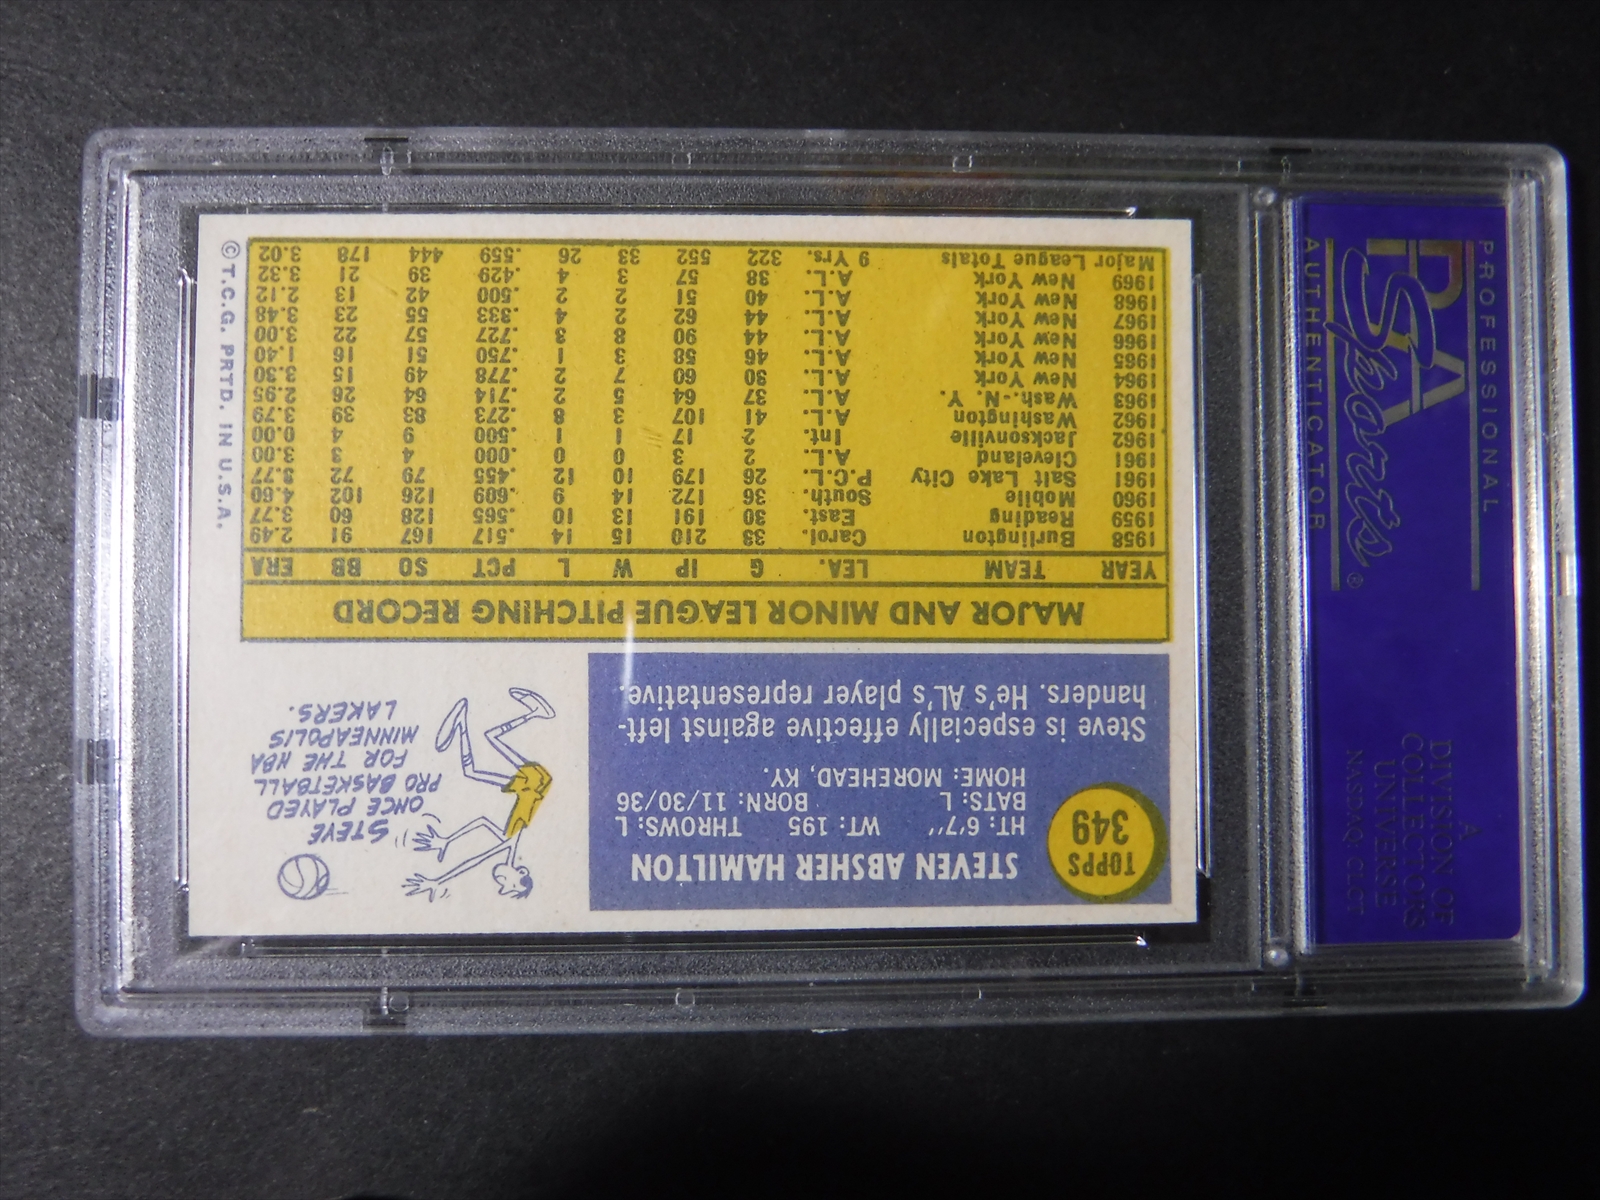 TOPPS
349
STEVEN ABSHER HAMILTON
HT: 6'7" WT: 195 THROWS: L
BATS: L BORN: 11/30/36
HOME: MOREHEAD, KY.
Steve is especially effective against left-
handers. He's AL's player representative.
STEVE
ONCE PLAYED
PRO BASKETBALL
FOR THE NBA
MINNEAPOLIS
LAKERS.
MAJOR AND MINOR LEAGUE PITCHING RECORD
YEAR TEAM LEA. G IP W L PCT SO BB ERA
1958 Burlington Carol. 33 210 15 14 .517 167 91 2.49
1959 Reading East. 30 191 13 10 .565 128 60 3.77
1960 Mobile South. 36 172 14 9 .609 126 102 4.60
1961 Salt Lake City P.C.L. 26 179 10 12 .455 79 72 3.77
1961 Cleveland A.L. 2 3 0 0 .000 4 3 3.00
1962 Jacksonville Int. 2 17 1 1 .500 9 4 0.00
1962 Washington A.L. 41 107 3 8 .273 83 39 3.79
1963 Wash.-N. Y. A.L. 37 64 5 2 .714 64 26 2.95
1964 New York A.L. 30 60 7 2 .778 49 15 3.30
1965 New York A.L. 46 58 3 1 .750 51 16 1.40
1966 New York A.L. 44 90 8 3 .727 57 22 3.00
1967 New York A.L. 44 62 2 4 .333 55 23 3.48
1968 New York A.L. 40 51 2 2 .500 42 13 2.12
1969 New York A.L. 38 57 3 4 .429 39 21 3.32
Major League Totals 9 Yrs. 322 552 33 26 .559 444 178 3.02
© T.C.G. PRTD. IN U.S.A.
PROFESSIONAL
PSA
Sports®
AUTHENTICATOR
A
DIVISION OF
COLLECTORS
UNIVERSE
NASDAQ: CLCT